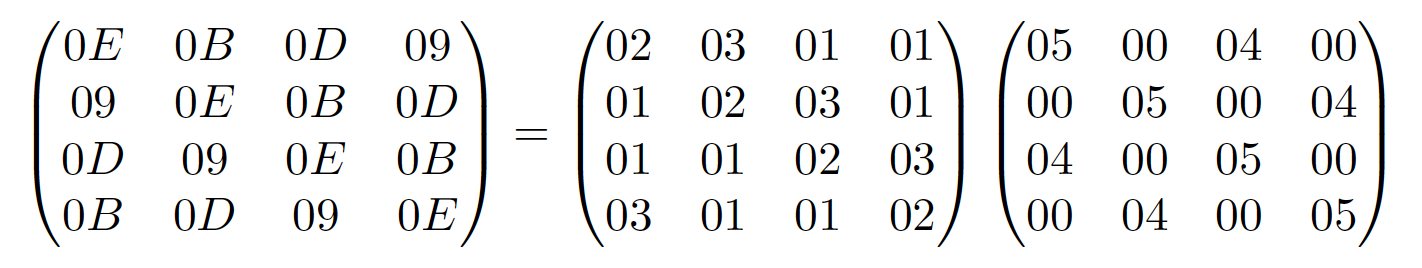 0E 0B 0D 09 02 03 01 01 05 00 04 00
09 0E 0B 0D = 01 02 03 01 00 05 00 04
0D 09 0E 0B 01 01 02 03 04 00 05 00
0B 0D 09 0E 03 01 01 02 00 04 00 05